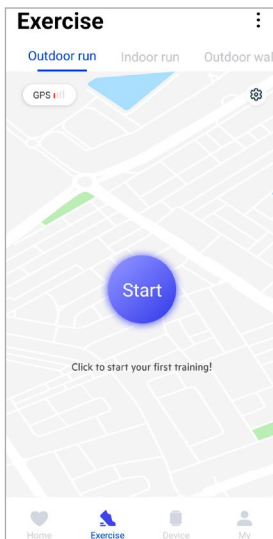 Exercise
Outdoor run Indoor run Outdoor wal
GPS
Start
Click to start your first training!
Home Exercise Device My